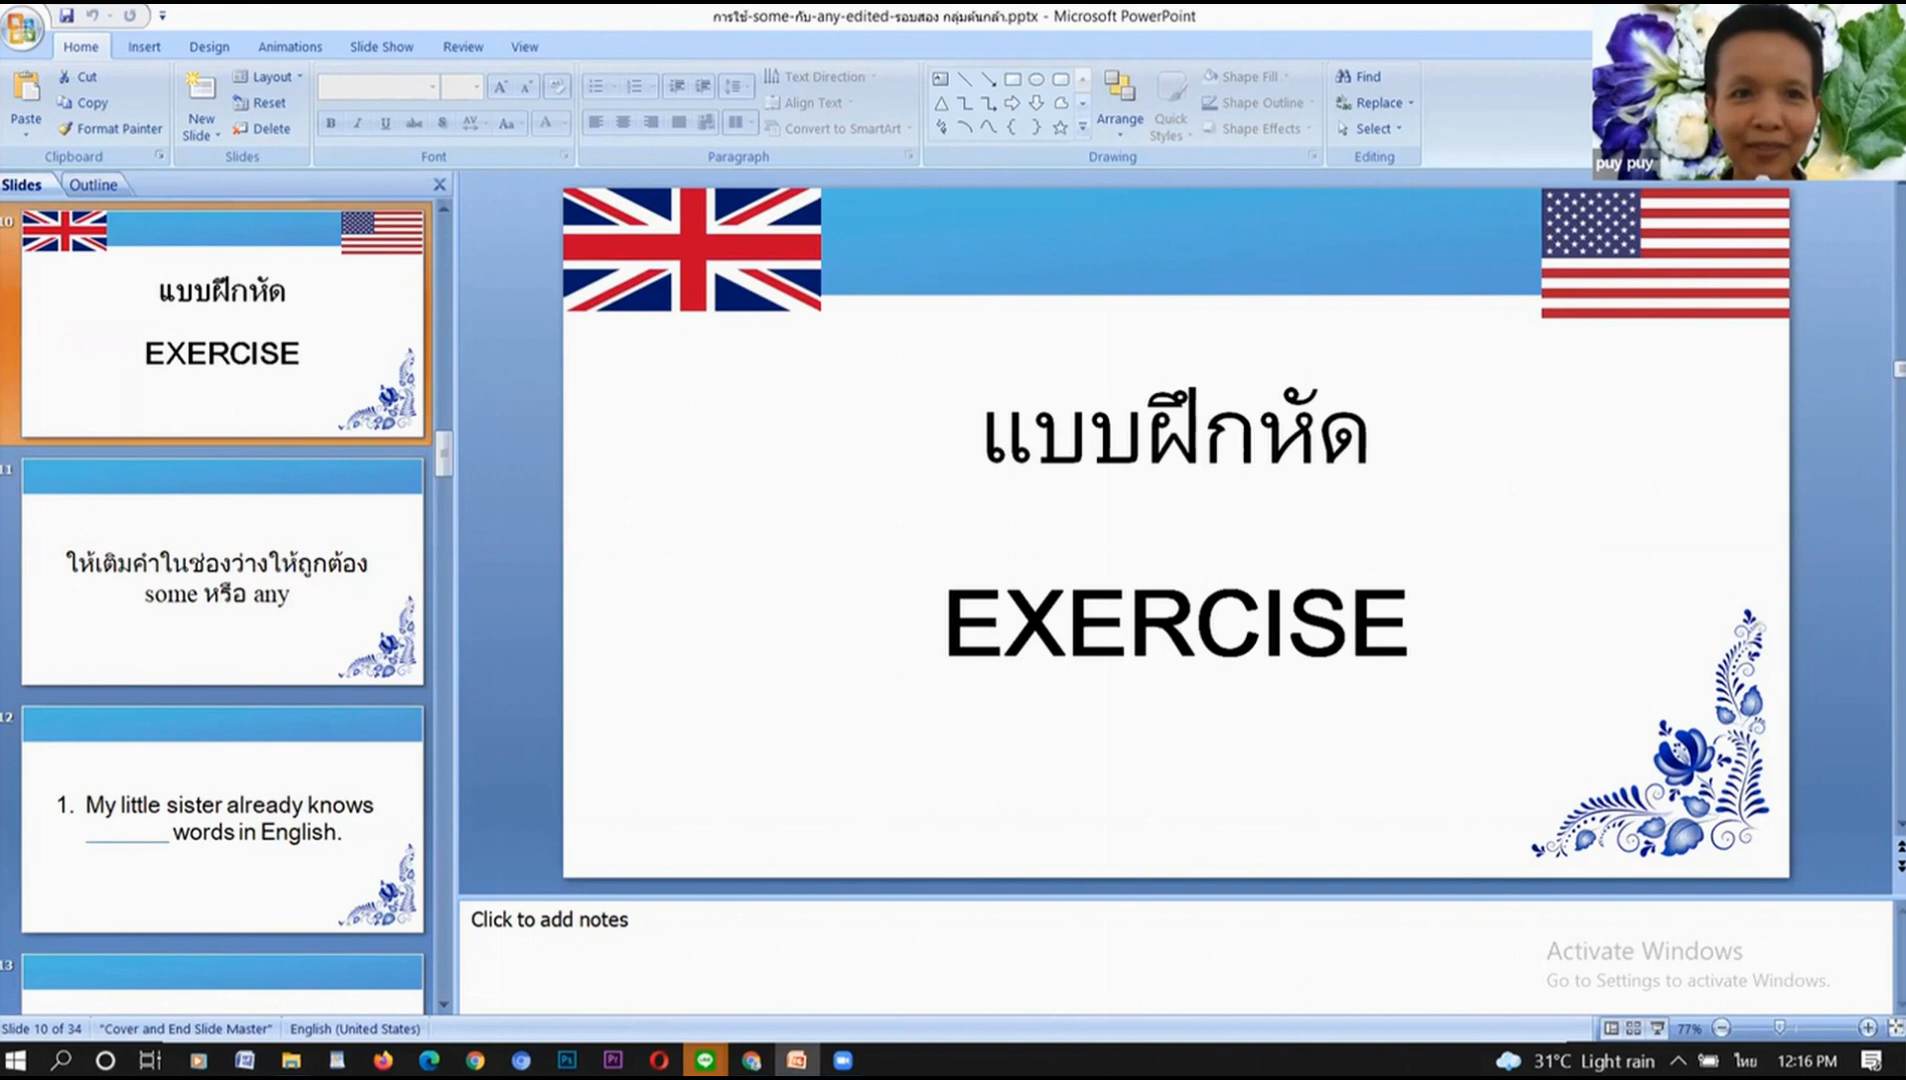 การใช้-some-กับ-any-edited-รอบสอง กลุ่มต้นกล้า.pptx - Microsoft PowerPoint
Home Insert Design Animations Slide Show Review View
Paste
Cut
Copy
Format Painter
Clipboard
New Slide
Layout
Reset
Delete
Slides
B I U abc S AV Aa A
Font
Text Direction
Align Text
Convert to SmartArt
Paragraph
Arrange
Quick Styles
Shape Fill
Shape Outline
Shape Effects
Drawing
Find
Replace
Select
Editing
puy puy
Slides Outline
10
แบบฝึกหัด
EXERCISE
11
ให้เติมคำในช่องว่างให้ถูกต้อง
some หรือ any
12
1. My little sister already knows
________ words in English.
13
แบบฝึกหัด
EXERCISE
Click to add notes
Activate Windows
Go to Settings to activate Windows.
Slide 10 of 34 "Cover and End Slide Master" English (United States) 77%
31°C Light rain ไทย 12:16 PM